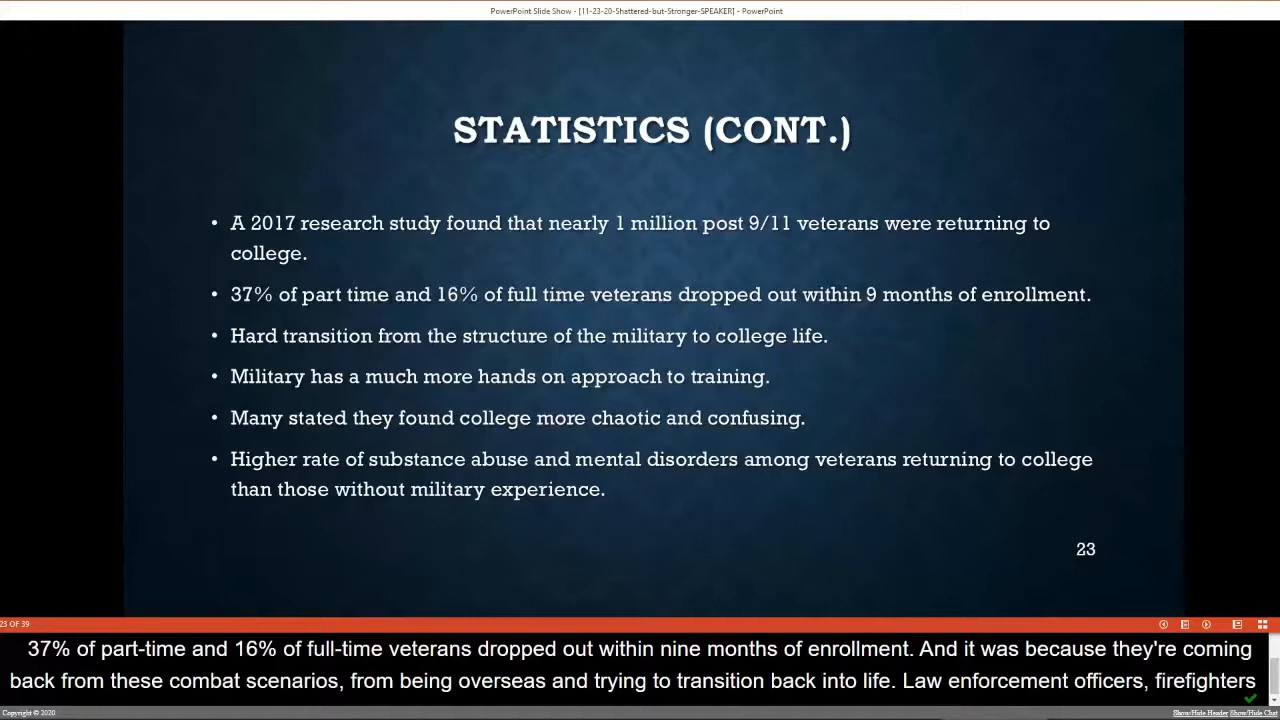 PowerPoint Slide Show - [11-23-20-Shattered-but-Stronger-SPEAKER] - PowerPoint
STATISTICS (CONT.)
• A 2017 research study found that nearly 1 million post 9/11 veterans were returning to
college.
• 37% of part time and 16% of full time veterans dropped out within 9 months of enrollment.
• Hard transition from the structure of the military to college life.
• Military has a much more hands on approach to training.
• Many stated they found college more chaotic and confusing.
• Higher rate of substance abuse and mental disorders among veterans returning to college
than those without military experience.
23
23 OF 39
37% of part-time and 16% of full-time veterans dropped out within nine months of enrollment. And it was because they're coming
back from these combat scenarios, from being overseas and trying to transition back into life. Law enforcement officers, firefighters
Copyright © 2020
Show/Hide Header Show/Hide Chat